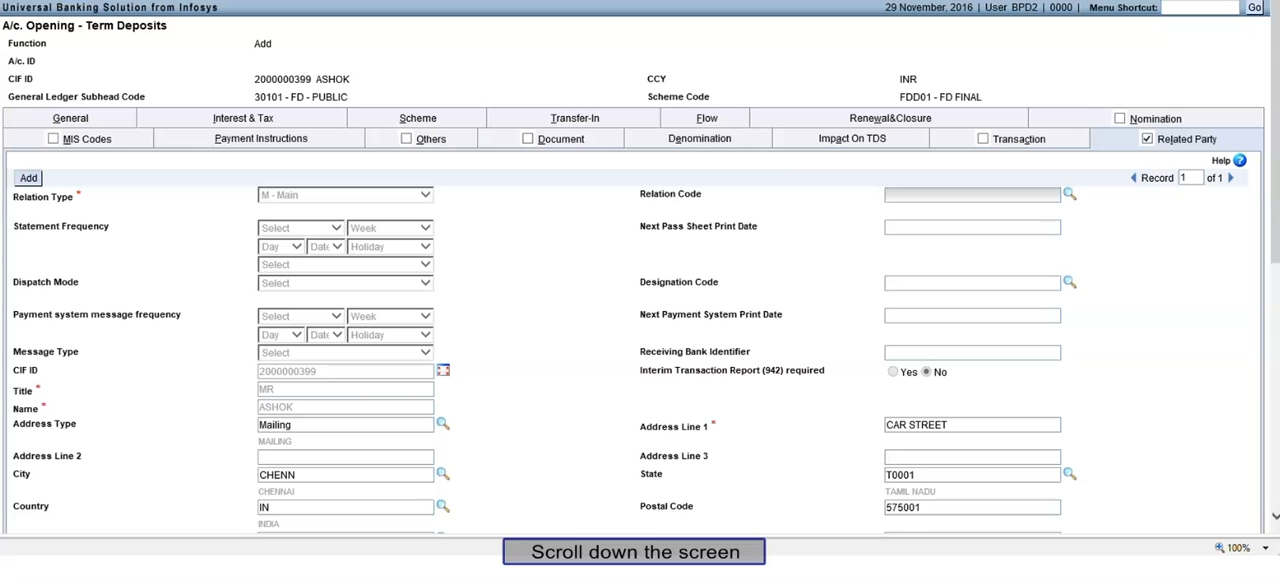 Universal Banking Solution from Infosys 29 November, 2016 | User BPD2 | 0000 | Menu Shortcut: Go
A/c. Opening - Term Deposits
Function Add
A/c. ID
CIF ID 2000000399 ASHOK CCY INR
General Ledger Subhead Code 30101 - FD - PUBLIC Scheme Code FDD01 - FD FINAL
General Interest & Tax Scheme Transfer-In Flow Renewal&Closure Nomination
MIS Codes Payment Instructions Others Document Denomination Impact On TDS Transaction Related Party
Help ?
Add Record 1 of 1
Relation Type * M - Main Relation Code
Statement Frequency Select Week Next Pass Sheet Print Date
Day Date Holiday
Select
Dispatch Mode Select Designation Code
Payment system message frequency Select Week Next Payment System Print Date
Day Date Holiday
Message Type Select Receiving Bank Identifier
CIF ID 2000000399 Interim Transaction Report (942) required Yes No
Title * MR
Name * ASHOK
Address Type Mailing Address Line 1 * CAR STREET
MAILING
Address Line 2 Address Line 3
City CHENN State T0001
CHENNAI TAMIL NADU
Country IN Postal Code 575001
INDIA
Scroll down the screen
100%